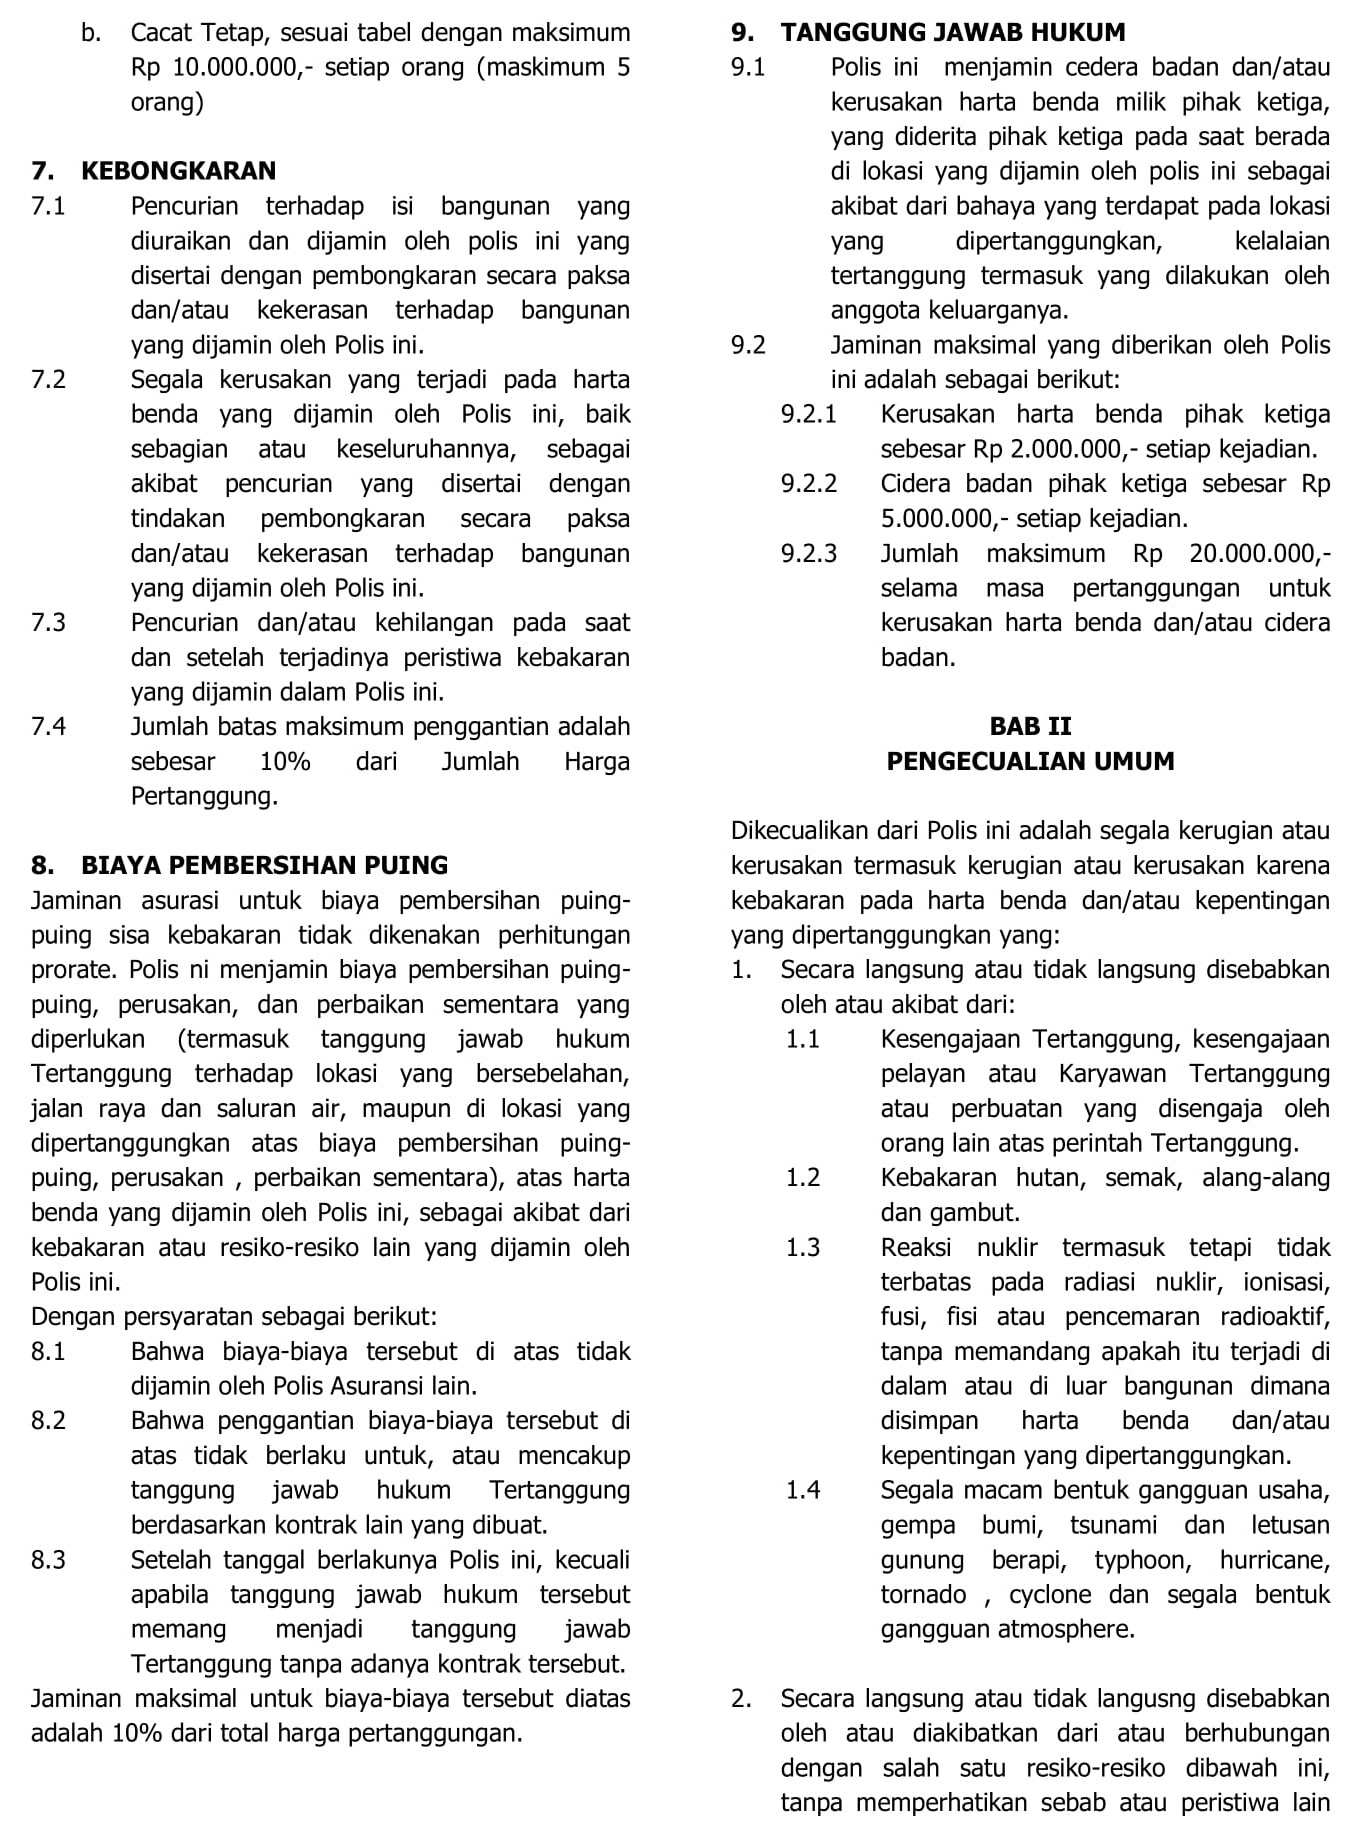 b. Cacat Tetap, sesuai tabel dengan maksimum
Rp 10.000.000,- setiap orang (maskimum 5
orang)
7. KEBONGKARAN
7.1 Pencurian terhadap isi bangunan yang
diuraikan dan dijamin oleh polis ini yang
disertai dengan pembongkaran secara paksa
dan/atau kekerasan terhadap bangunan
yang dijamin oleh Polis ini.
7.2 Segala kerusakan yang terjadi pada harta
benda yang dijamin oleh Polis ini, baik
sebagian atau keseluruhannya, sebagai
akibat pencurian yang disertai dengan
tindakan pembongkaran secara paksa
dan/atau kekerasan terhadap bangunan
yang dijamin oleh Polis ini.
7.3 Pencurian dan/atau kehilangan pada saat
dan setelah terjadinya peristiwa kebakaran
yang dijamin dalam Polis ini.
7.4 Jumlah batas maksimum penggantian adalah
sebesar 10% dari Jumlah Harga
Pertanggung.
8. BIAYA PEMBERSIHAN PUING
Jaminan asurasi untuk biaya pembersihan puing-
puing sisa kebakaran tidak dikenakan perhitungan
prorate. Polis ni menjamin biaya pembersihan puing-
puing, perusakan, dan perbaikan sementara yang
diperlukan (termasuk tanggung jawab hukum
Tertanggung terhadap lokasi yang bersebelahan,
jalan raya dan saluran air, maupun di lokasi yang
dipertanggungkan atas biaya pembersihan puing-
puing, perusakan , perbaikan sementara), atas harta
benda yang dijamin oleh Polis ini, sebagai akibat dari
kebakaran atau resiko-resiko lain yang dijamin oleh
Polis ini.
Dengan persyaratan sebagai berikut:
8.1 Bahwa biaya-biaya tersebut di atas tidak
dijamin oleh Polis Asuransi lain.
8.2 Bahwa penggantian biaya-biaya tersebut di
atas tidak berlaku untuk, atau mencakup
tanggung jawab hukum Tertanggung
berdasarkan kontrak lain yang dibuat.
8.3 Setelah tanggal berlakunya Polis ini, kecuali
apabila tanggung jawab hukum tersebut
memang menjadi tanggung jawab
Tertanggung tanpa adanya kontrak tersebut.
Jaminan maksimal untuk biaya-biaya tersebut diatas
adalah 10% dari total harga pertanggungan.
9. TANGGUNG JAWAB HUKUM
9.1 Polis ini menjamin cedera badan dan/atau
kerusakan harta benda milik pihak ketiga,
yang diderita pihak ketiga pada saat berada
di lokasi yang dijamin oleh polis ini sebagai
akibat dari bahaya yang terdapat pada lokasi
yang dipertanggungkan, kelalaian
tertanggung termasuk yang dilakukan oleh
anggota keluarganya.
9.2 Jaminan maksimal yang diberikan oleh Polis
ini adalah sebagai berikut:
9.2.1 Kerusakan harta benda pihak ketiga
sebesar Rp 2.000.000,- setiap kejadian.
9.2.2 Cidera badan pihak ketiga sebesar Rp
5.000.000,- setiap kejadian.
9.2.3 Jumlah maksimum Rp 20.000.000,-
selama masa pertanggungan untuk
kerusakan harta benda dan/atau cidera
badan.
BAB II
PENGECUALIAN UMUM
Dikecualikan dari Polis ini adalah segala kerugian atau
kerusakan termasuk kerugian atau kerusakan karena
kebakaran pada harta benda dan/atau kepentingan
yang dipertanggungkan yang:
1. Secara langsung atau tidak langsung disebabkan
oleh atau akibat dari:
1.1 Kesengajaan Tertanggung, kesengajaan
pelayan atau Karyawan Tertanggung
atau perbuatan yang disengaja oleh
orang lain atas perintah Tertanggung.
1.2 Kebakaran hutan, semak, alang-alang
dan gambut.
1.3 Reaksi nuklir termasuk tetapi tidak
terbatas pada radiasi nuklir, ionisasi,
fusi, fisi atau pencemaran radioaktif,
tanpa memandang apakah itu terjadi di
dalam atau di luar bangunan dimana
disimpan harta benda dan/atau
kepentingan yang dipertanggungkan.
1.4 Segala macam bentuk gangguan usaha,
gempa bumi, tsunami dan letusan
gunung berapi, typhoon, hurricane,
tornado , cyclone dan segala bentuk
gangguan atmosphere.
2. Secara langsung atau tidak langusng disebabkan
oleh atau diakibatkan dari atau berhubungan
dengan salah satu resiko-resiko dibawah ini,
tanpa memperhatikan sebab atau peristiwa lain